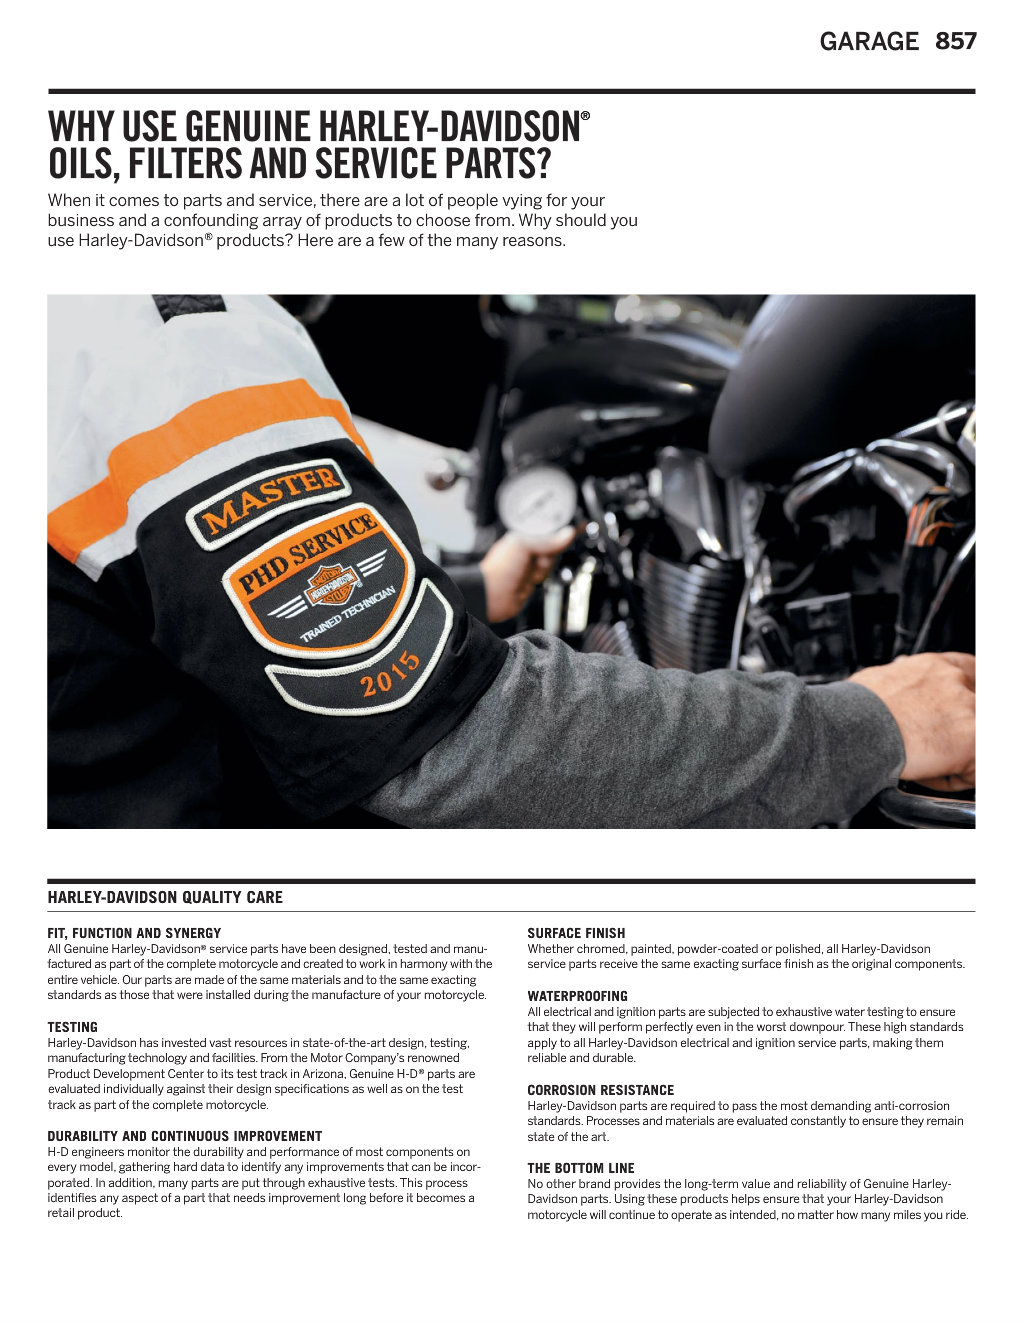 GARAGE 857
WHY USE GENUINE HARLEY-DAVIDSON®
OILS, FILTERS AND SERVICE PARTS?
When it comes to parts and service, there are a lot of people vying for your
business and a confounding array of products to choose from. Why should you
use Harley-Davidson® products? Here are a few of the many reasons.
MASTER
PHD SERVICE
MOTOR
HARLEY-DAVIDSON
CYCLES
TRAINED TECHNICIAN
2015
HARLEY-DAVIDSON QUALITY CARE
FIT, FUNCTION AND SYNERGY
All Genuine Harley-Davidson® service parts have been designed, tested and manu-
factured as part of the complete motorcycle and created to work in harmony with the
entire vehicle. Our parts are made of the same materials and to the same exacting
standards as those that were installed during the manufacture of your motorcycle.
TESTING
Harley-Davidson has invested vast resources in state-of-the-art design, testing,
manufacturing technology and facilities. From the Motor Company's renowned
Product Development Center to its test track in Arizona, Genuine H-D® parts are
evaluated individually against their design specifications as well as on the test
track as part of the complete motorcycle.
DURABILITY AND CONTINUOUS IMPROVEMENT
H-D engineers monitor the durability and performance of most components on
every model, gathering hard data to identify any improvements that can be incor-
porated. In addition, many parts are put through exhaustive tests. This process
identifies any aspect of a part that needs improvement long before it becomes a
retail product.
SURFACE FINISH
Whether chromed, painted, powder-coated or polished, all Harley-Davidson
service parts receive the same exacting surface finish as the original components.
WATERPROOFING
All electrical and ignition parts are subjected to exhaustive water testing to ensure
that they will perform perfectly even in the worst downpour. These high standards
apply to all Harley-Davidson electrical and ignition service parts, making them
reliable and durable.
CORROSION RESISTANCE
Harley-Davidson parts are required to pass the most demanding anti-corrosion
standards. Processes and materials are evaluated constantly to ensure they remain
state of the art.
THE BOTTOM LINE
No other brand provides the long-term value and reliability of Genuine Harley-
Davidson parts. Using these products helps ensure that your Harley-Davidson
motorcycle will continue to operate as intended, no matter how many miles you ride.